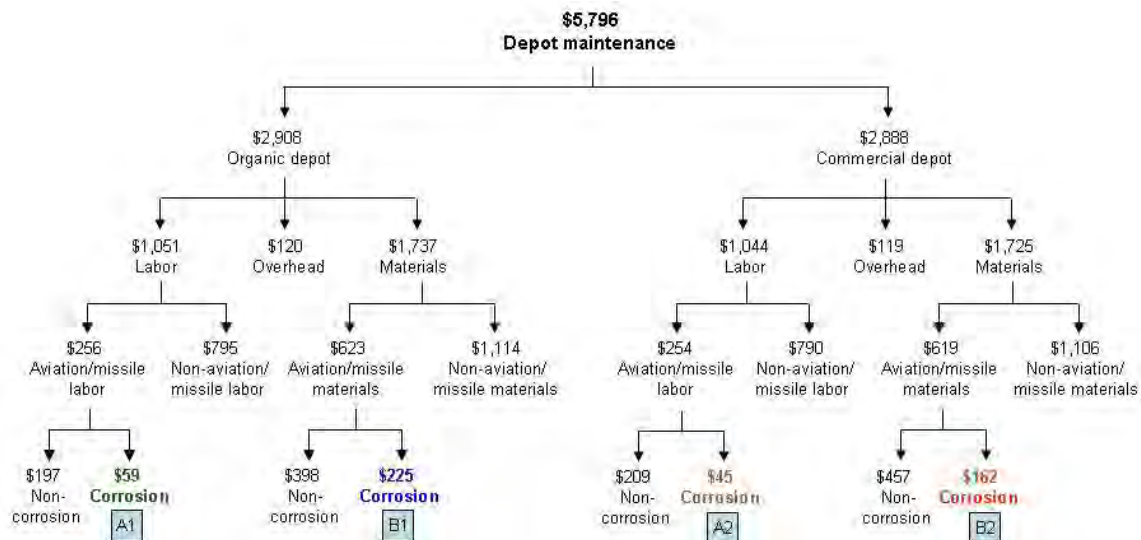 $5,796
Depot maintenance
$2,908
Organic depot
$2,888
Commercial depot
$1,051
Labor
$120
Overhead
$1,737
Materials
$1,044
Labor
$119
Overhead
$1,725
Materials
$256
Aviation/missile
labor
$795
Non-aviation/
missile labor
$623
Aviation/missile
materials
$1,114
Non-aviation/
missile materials
$254
Aviation/missile
labor
$790
Non-aviation/
missile labor
$619
Aviation/missile
materials
$1,106
Non-aviation/
missile materials
$197
Non-
corrosion
$59
Corrosion
A1
$398
Non-
corrosion
$225
Corrosion
B1
$209
Non-
corrosion
$45
Corrosion
A2
$457
Non-
corrosion
$162
Corrosion
B2